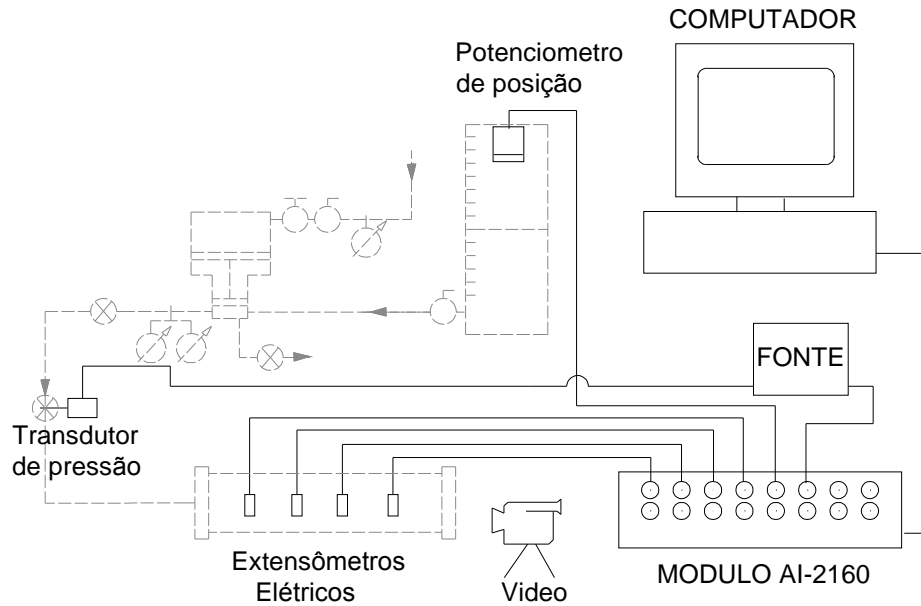 COMPUTADOR
Potenciometro
de posição
FONTE
Transdutor
de pressão
Extensômetros
Elétricos
Video
MODULO AI-2160